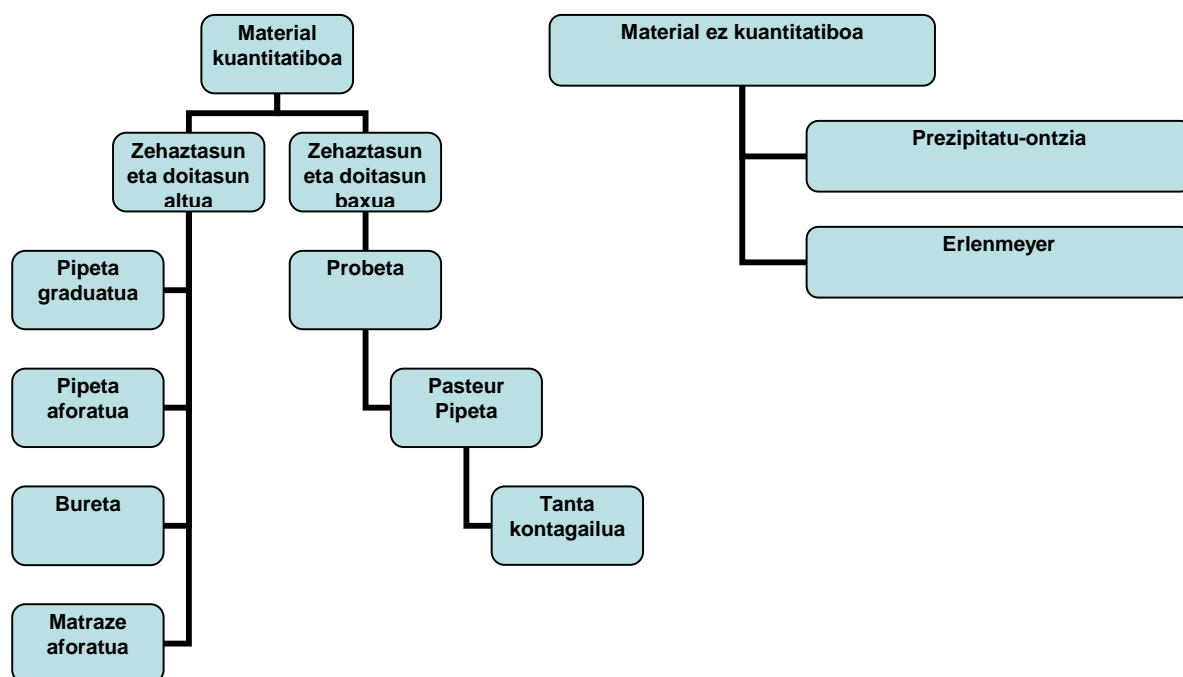 Material
kuantitatiboa
Zehaztasun
eta doitasun
altua
Zehaztasun
eta doitasun
baxua
Pipeta
graduatua
Pipeta
aforatua
Bureta
Matraze
aforatua
Probeta
Pasteur
Pipeta
Tanta
kontagailua
Material ez kuantitatiboa
Prezipitatu-ontzia
Erlenmeyer